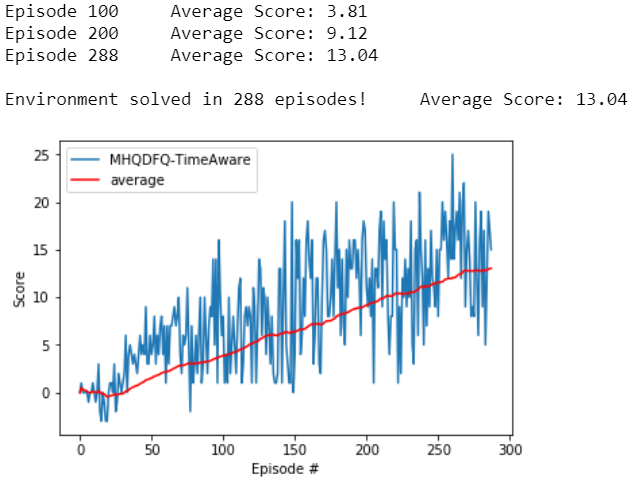 Episode 100 Average Score: 3.81
Episode 200 Average Score: 9.12
Episode 288 Average Score: 13.04
Environment solved in 288 episodes! Average Score: 13.04
MHQDFQ-TimeAware
average
25
20
15
10
5
0
Score
0 50 100 150 200 250 300
Episode #